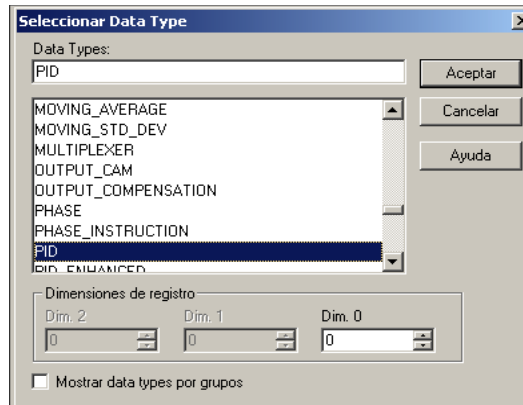 Seleccionar Data Type
Data Types:
PID
Aceptar
MOVING_AVERAGE
MOVING_STD_DEV
MULTIPLEXER
OUTPUT_CAM
OUTPUT_COMPENSATION
PHASE
PHASE_INSTRUCTION
PID
PID_ENHANCED
Cancelar
Ayuda
Dimensiones de registro
Dim. 2 Dim. 1 Dim. 0
0 0 0
Mostrar data types por grupos